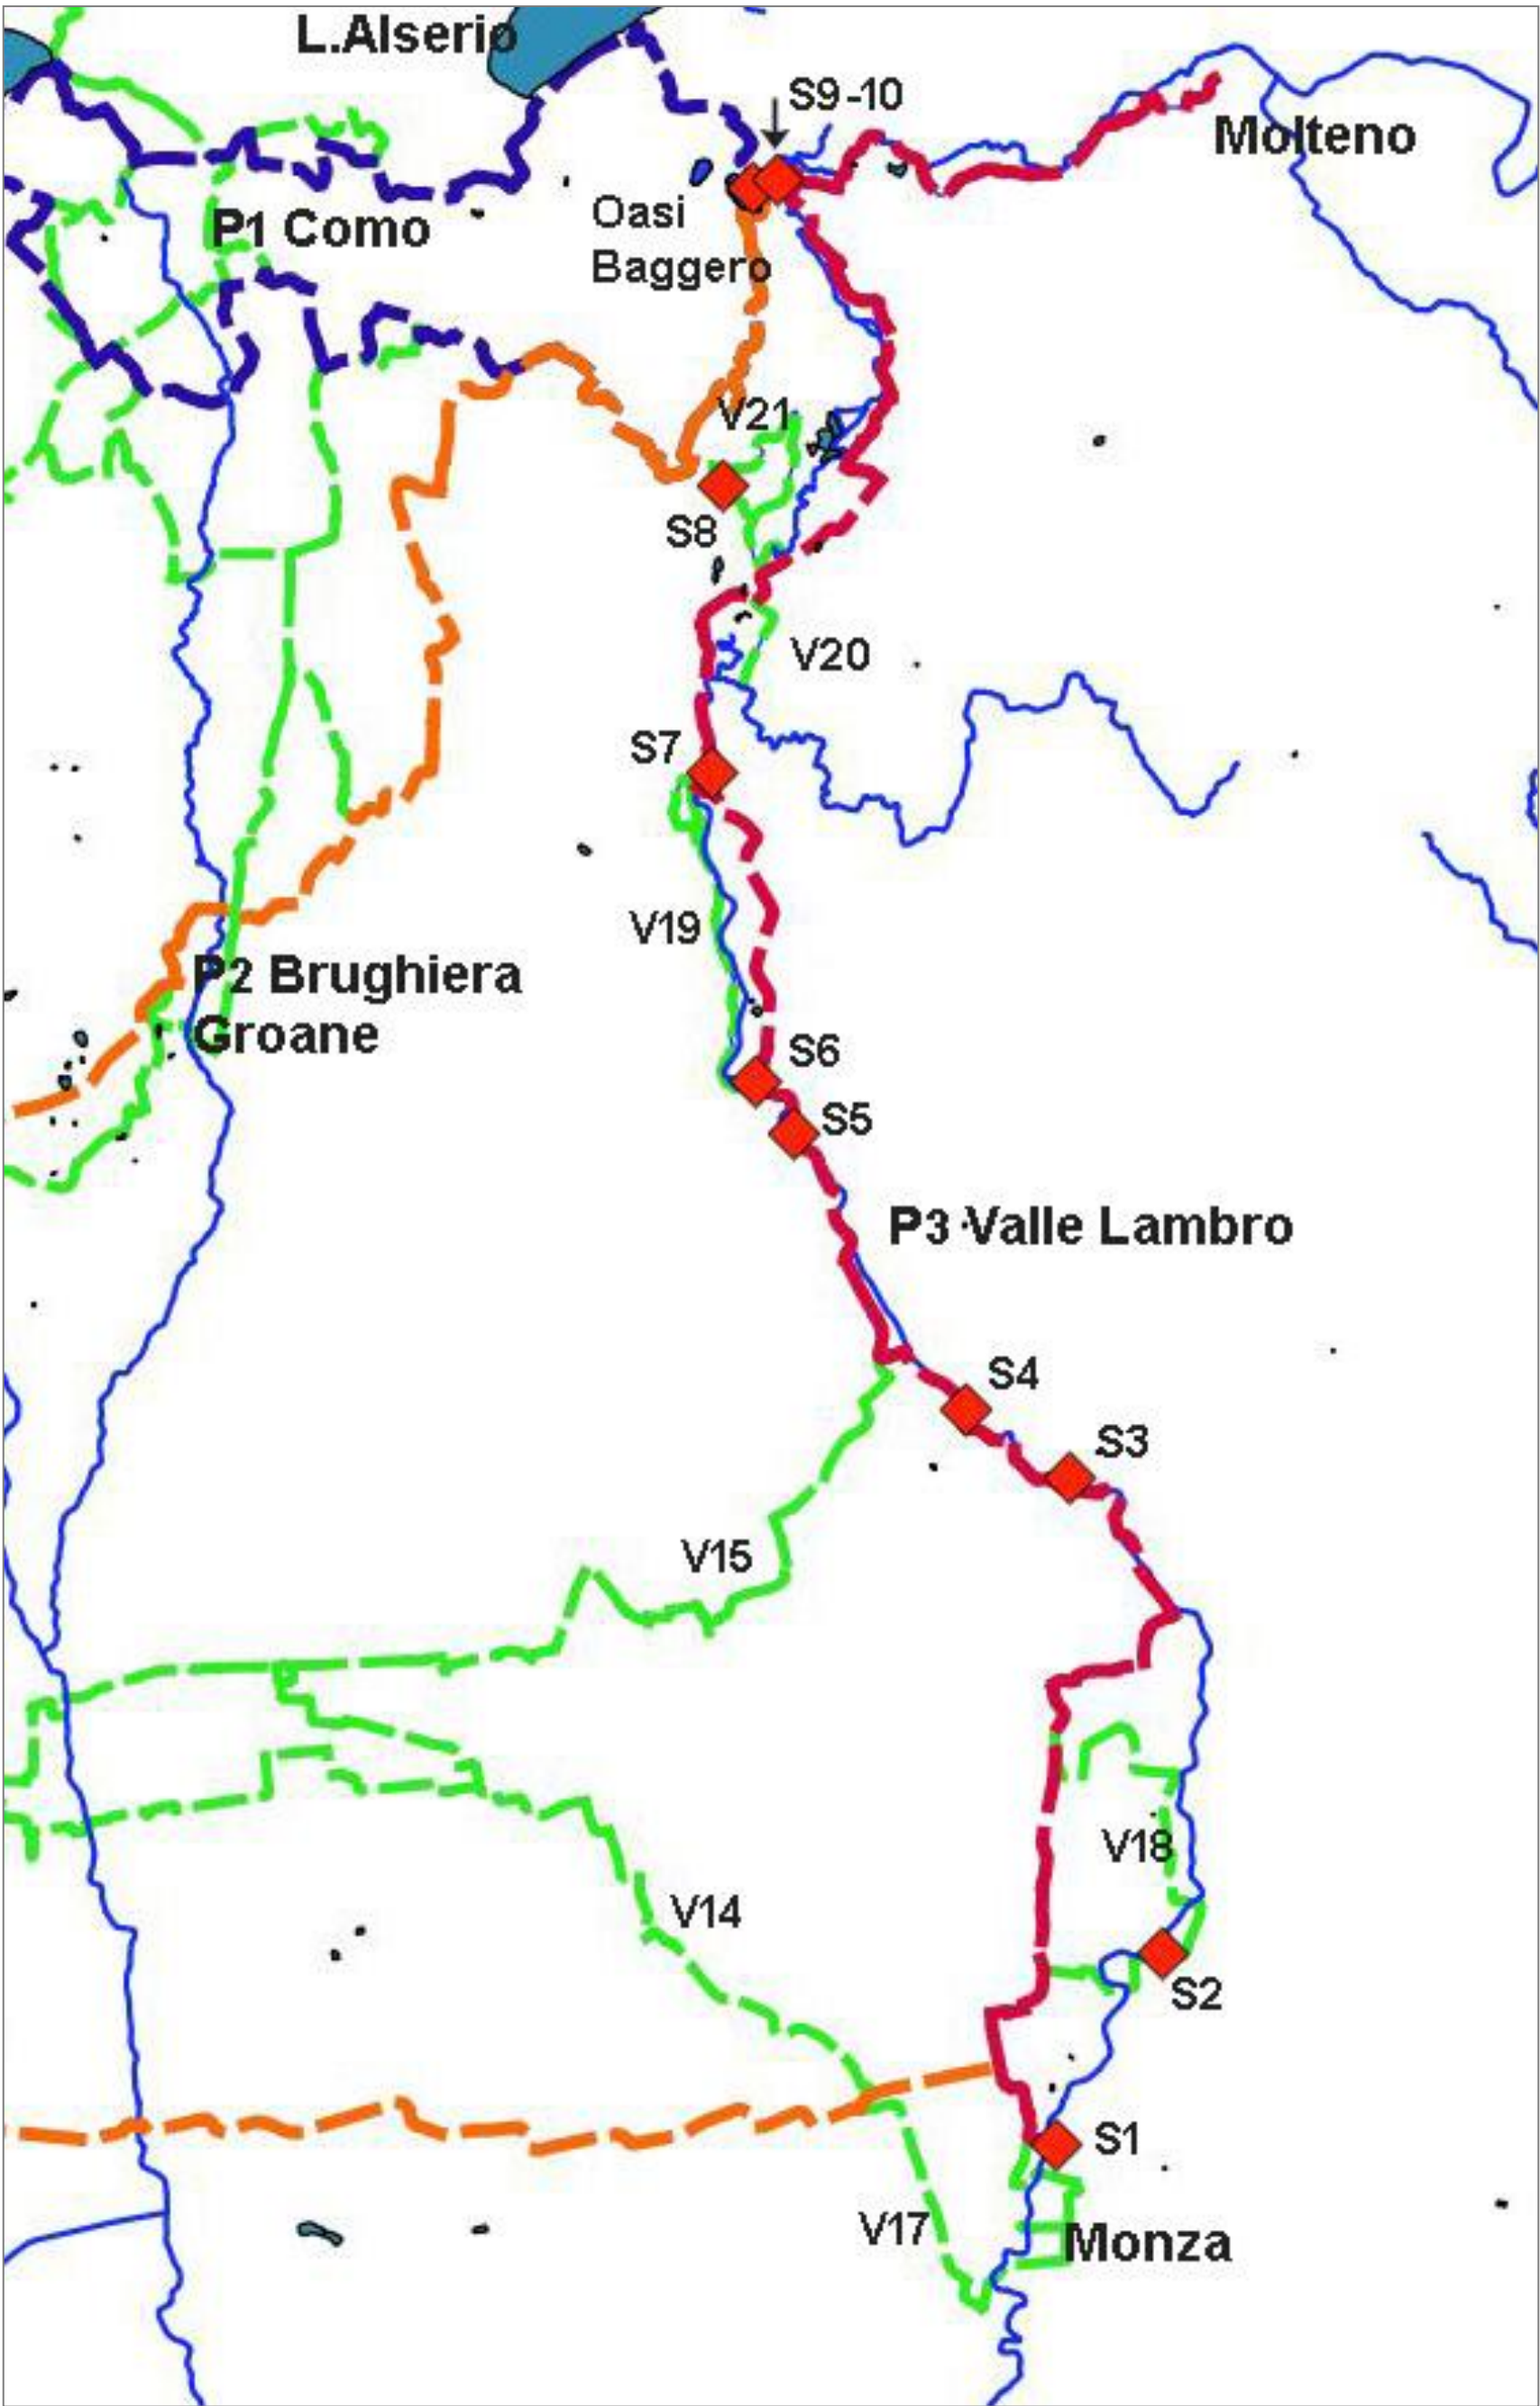 L.Alserio
S9-10
Molteno
P1 Como
Oasi
Baggero
V21
S8
V20
S7
V19
P2 Brughiera
Groane
S6
S5
P3 Valle Lambro
S4
S3
V15
V18
V14
S2
S1
V17
Monza